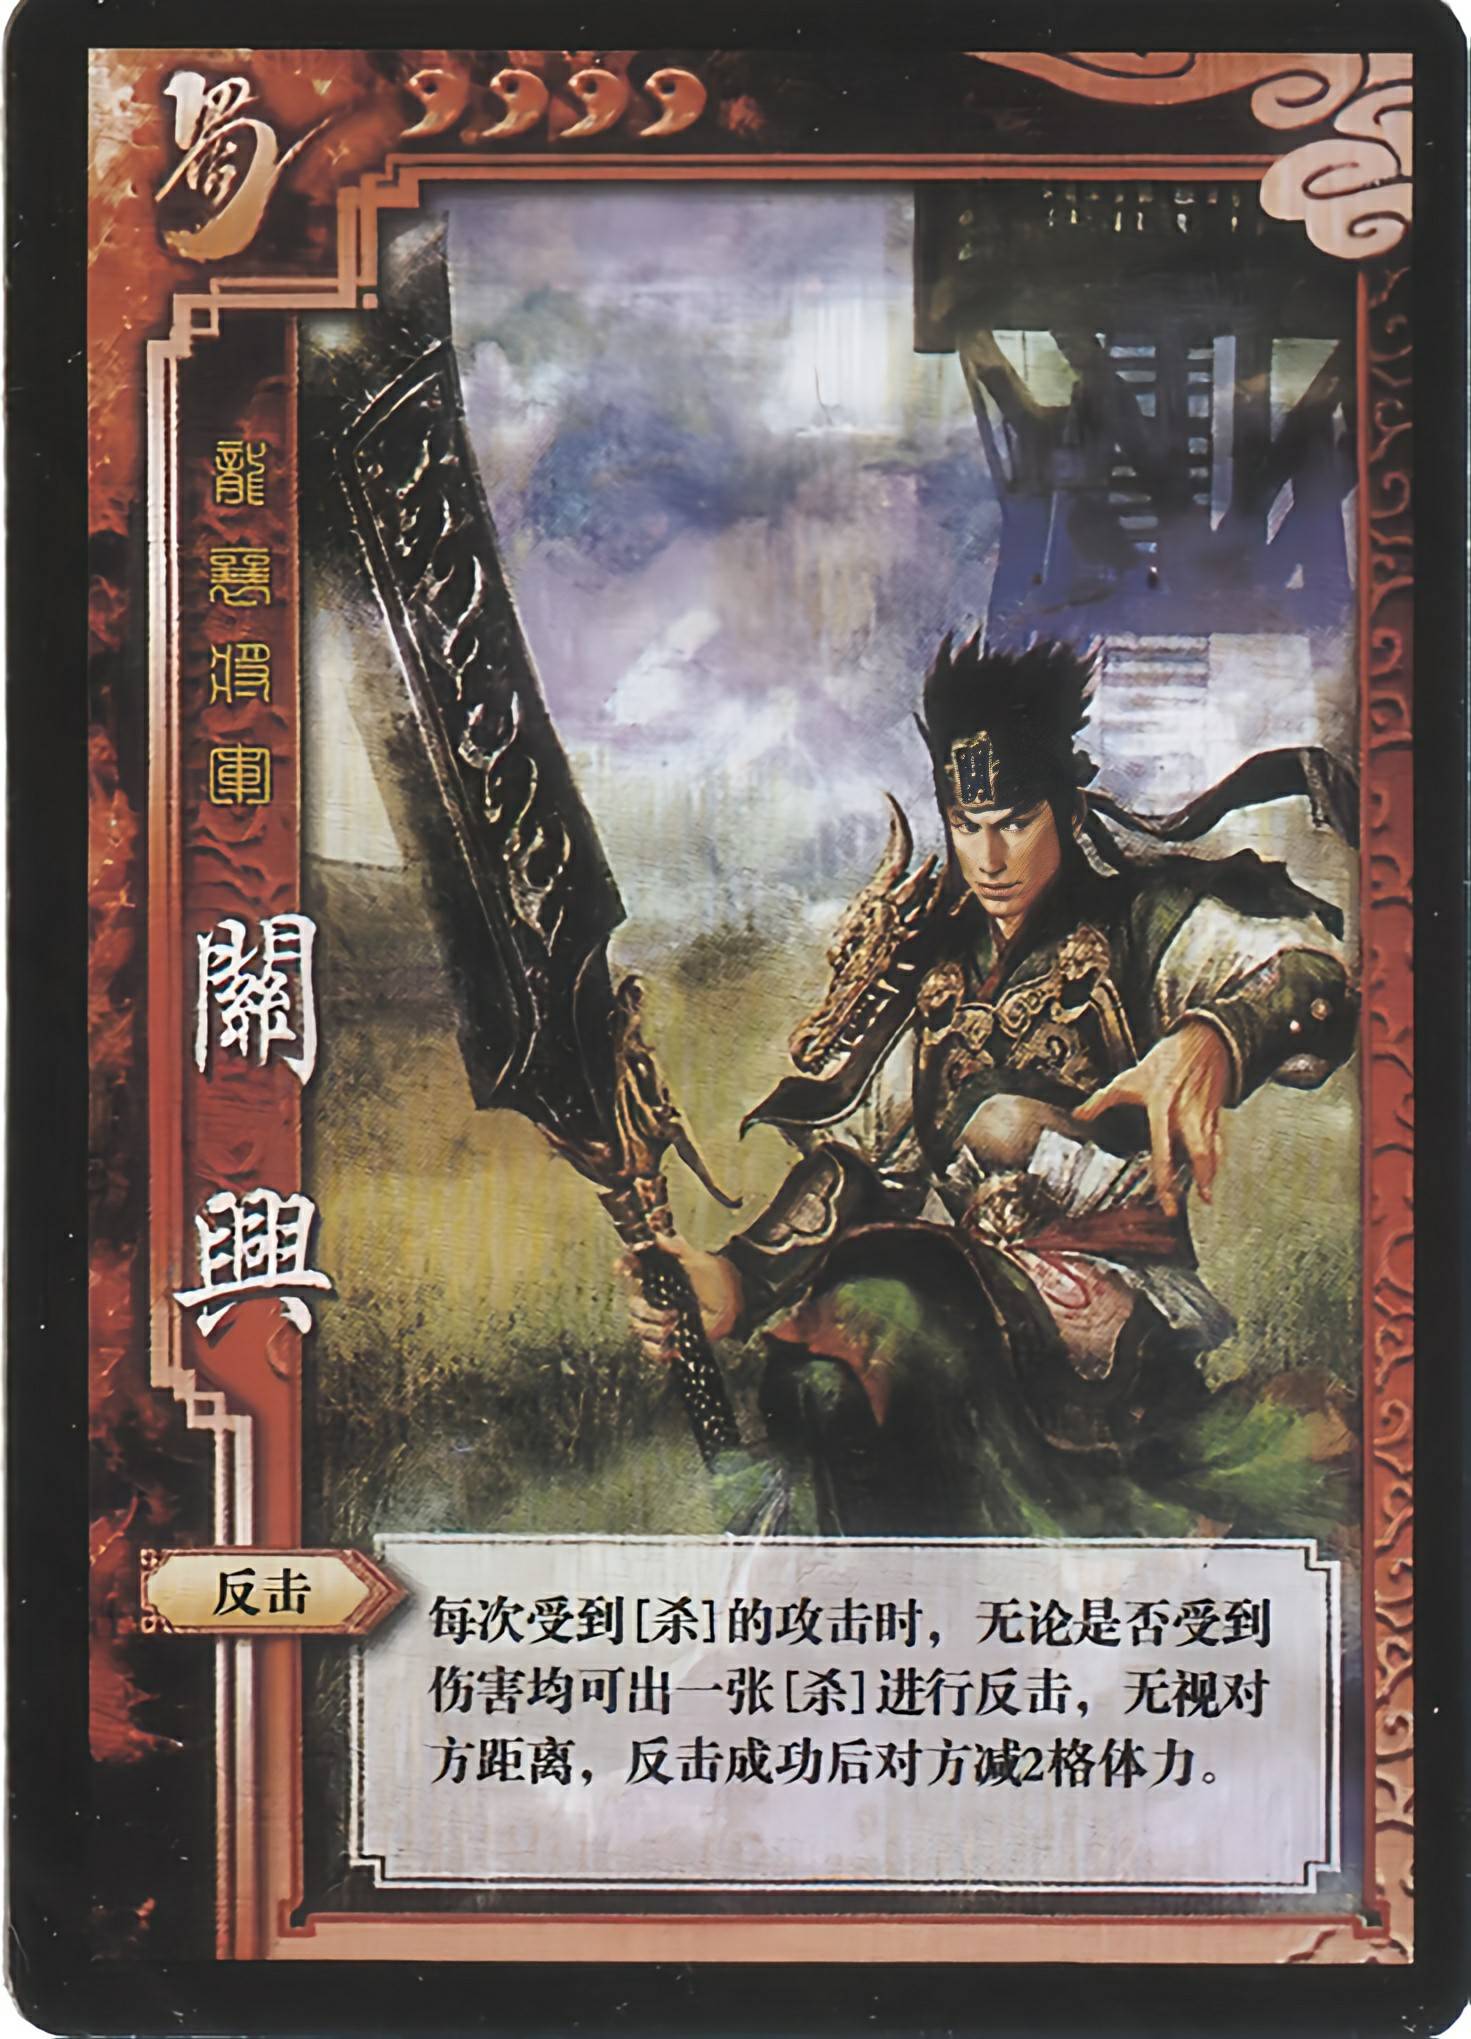 蜀
龍驤將軍
關興
反击
每次受到[杀]的攻击时，无论是否受到
伤害均可出一张[杀]进行反击，无视对
方距离，反击成功后对方减2格体力。